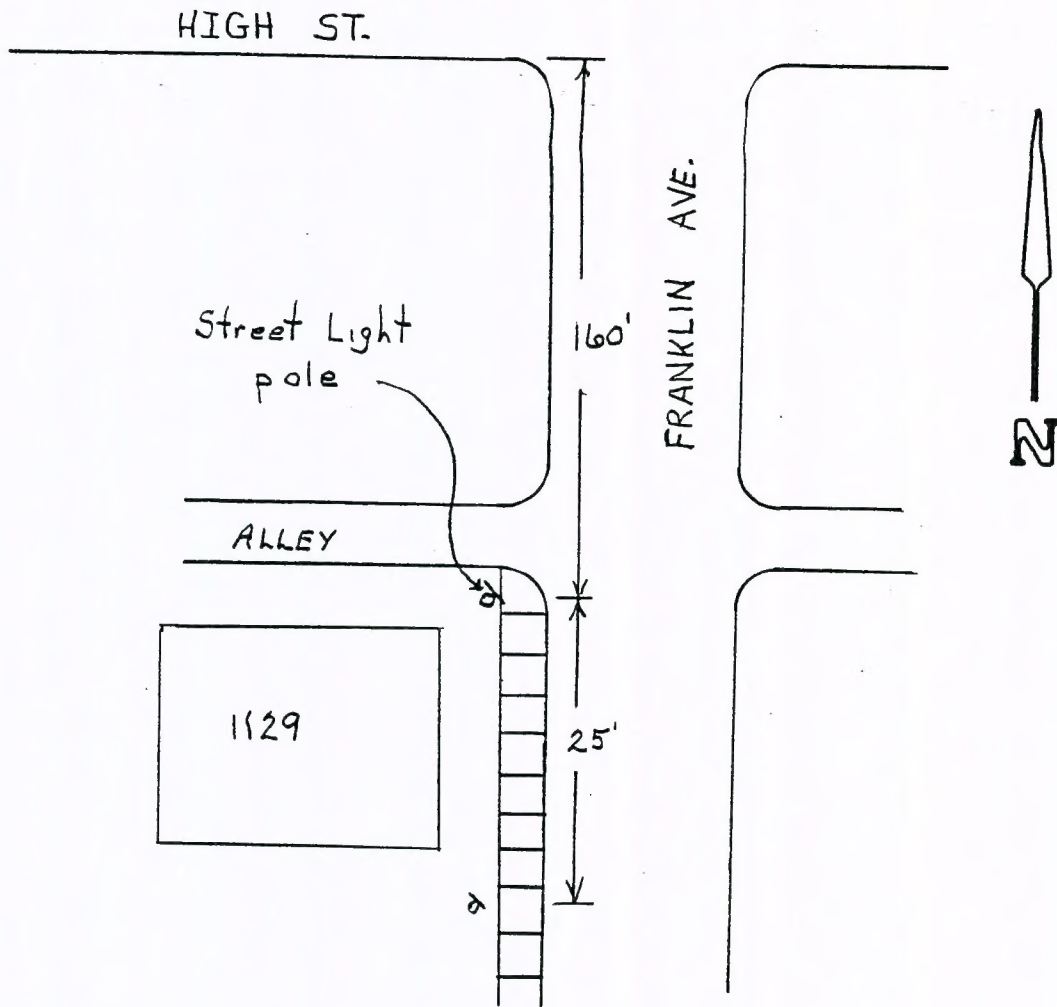 HIGH ST.
Street Light
pole
160'
FRANKLIN AVE.
N
ALLEY
1129
25'